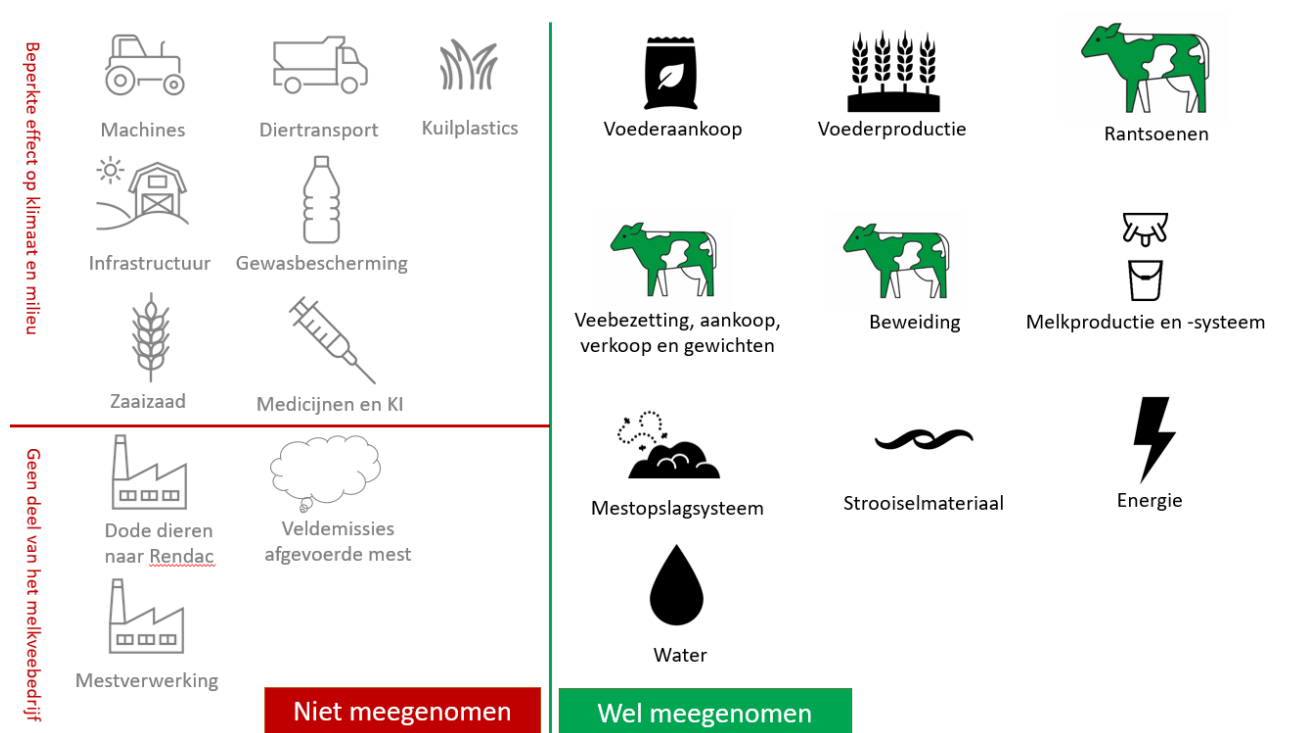 Beperkte effect op klimaat en milieu
Machines
Diertransport
Kuilplastics
Infrastructuur
Gewasbescherming
Zaaizaad
Medicijnen en KI
Geen deel van het melkveebedrijf
Dode dieren
naar Rendac
Veldemissies
afgevoerde mest
Mestverwerking
Niet meegenomen
Voederaankoop
Voederproductie
Rantsoenen
Veebezetting, aankoop,
verkoop en gewichten
Beweiding
Melkproductie en -systeem
Mestopslagsysteem
Strooiselmateriaal
Energie
Water
Wel meegenomen